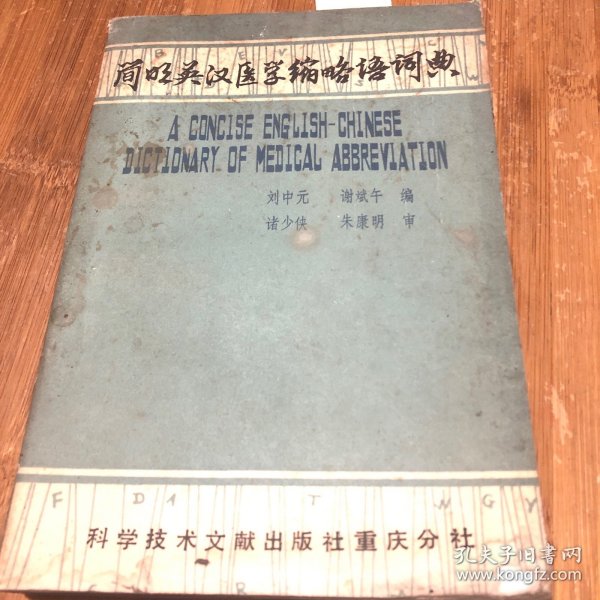 简明英汉医学缩略语词典
A CONCISE ENGLISH-CHINESE
DICTIONARY OF MEDICAL ABBREVIATION
刘中元 谢斌午 编
诸少侠 朱康明 审
F D A T W G Y
科学技术文献出版社重庆分社
孔夫子旧书网
www.kongfz.com